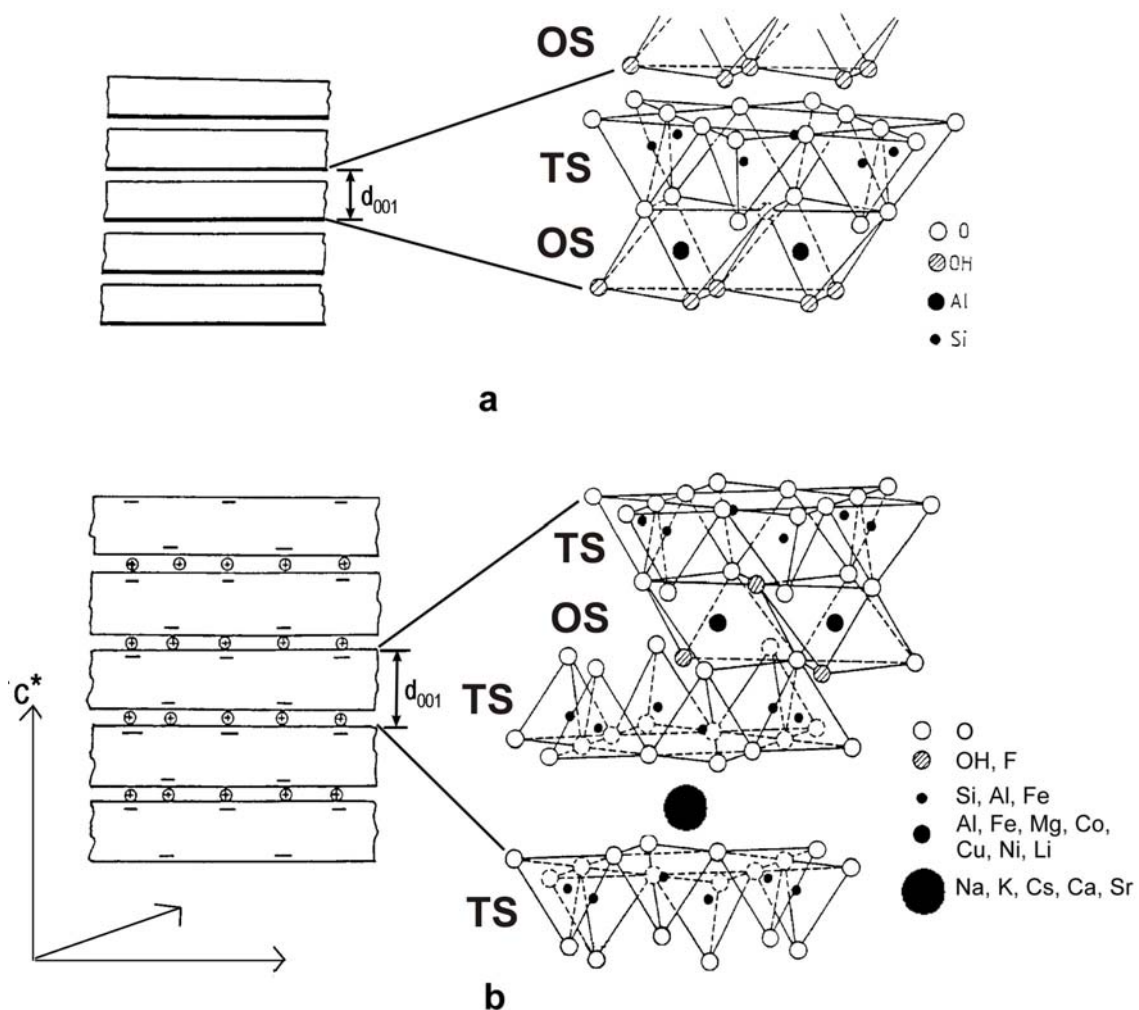 OS
TS
d001
OS
O
OH
Al
Si
a
TS
OS
C*
d001
TS
O
OH, F
Si, Al, Fe
Al, Fe, Mg, Co,
Cu, Ni, Li
Na, K, Cs, Ca, Sr
TS
b